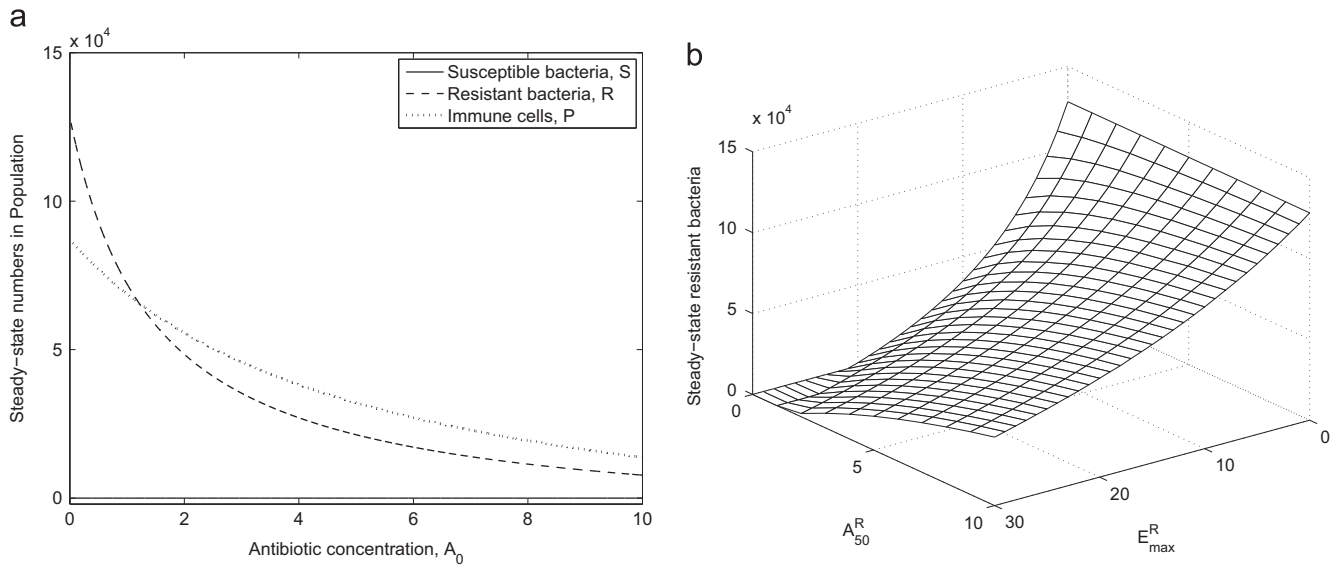 a
x 10^4
15
10
5
0
Steady-state numbers in Population
Susceptible bacteria, S
Resistant bacteria, R
Immune cells, P
0 2 4 6 8 10
Antibiotic concentration, A_0
b
x 10^4
15
10
5
0
Steady-state resistant bacteria
0
5
10
A^R_50
30
20
10
0
E^R_max